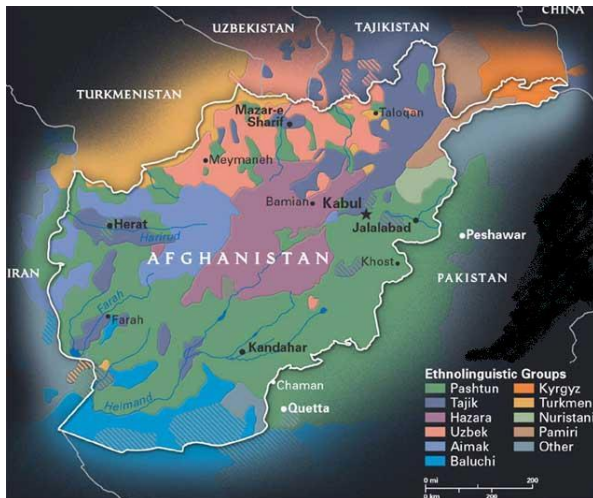 CHINA
UZBEKISTAN
TAJIKISTAN
TURKMENISTAN
Mazar-e
Sharif
Taloqan
Meymaneh
Bamian
Kabul
Herat
Jalalabad
Harirud
Peshawar
AFGHANISTAN
Khost
IRAN
PAKISTAN
Farah
Farah
Kandahar
Chaman
Helmand
Quetta
Ethnolinguistic Groups
Pashtun
Tajik
Hazara
Uzbek
Aimak
Baluchi
Kyrgyz
Turkmen
Nuristani
Pamiri
Other
0 mi 200
0 km 200